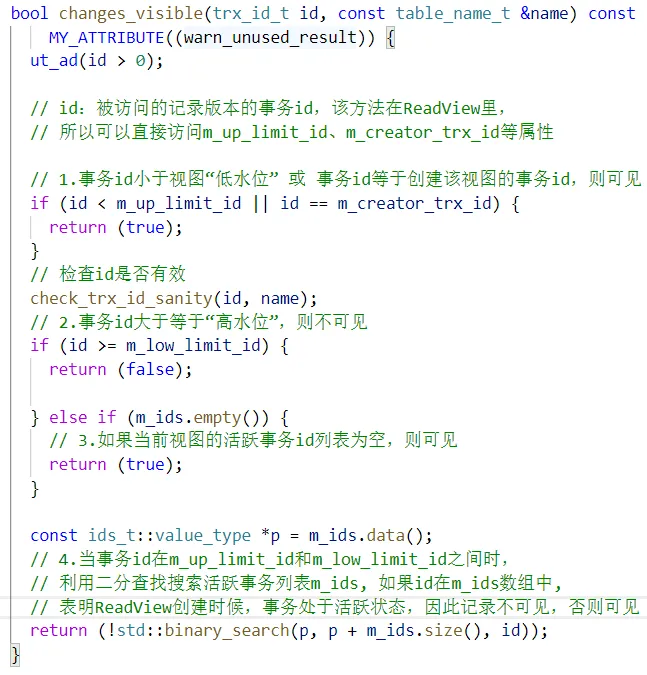 bool changes_visible(trx_id_t id, const table_name_t &name) const
MY_ATTRIBUTE((warn_unused_result)) {
ut_ad(id > 0);
// id：被访问的记录版本的事务id，该方法在ReadView里，
// 所以可以直接访问m_up_limit_id、m_creator_trx_id等属性
// 1.事务id小于视图“低水位” 或 事务id等于创建该视图的事务id，则可见
if (id < m_up_limit_id || id == m_creator_trx_id) {
return (true);
}
// 检查id是否有效
check_trx_id_sanity(id, name);
// 2.事务id大于等于“高水位”，则不可见
if (id >= m_low_limit_id) {
return (false);
} else if (m_ids.empty()) {
// 3.如果当前视图的活跃事务id列表为空，则可见
return (true);
}
const ids_t::value_type *p = m_ids.data();
// 4.当事务id在m_up_limit_id和m_low_limit_id之间时，
// 利用二分查找搜索活跃事务列表m_ids, 如果id在m_ids数组中,
// 表明ReadView创建时候，事务处于活跃状态，因此记录不可见，否则可见
return (!std::binary_search(p, p + m_ids.size(), id));
}